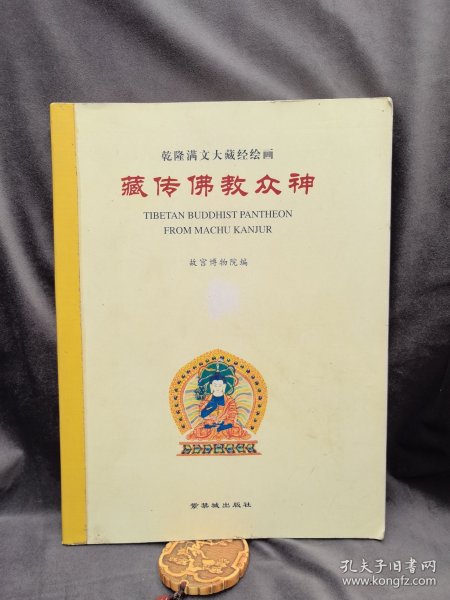 乾隆满文大藏经绘画
藏传佛教众神
TIBETAN BUDDHIST PANTHEON
FROM MACHU KANJUR
故宫博物院编
紫禁城出版社
孔夫子旧书网
www.kongfz.com